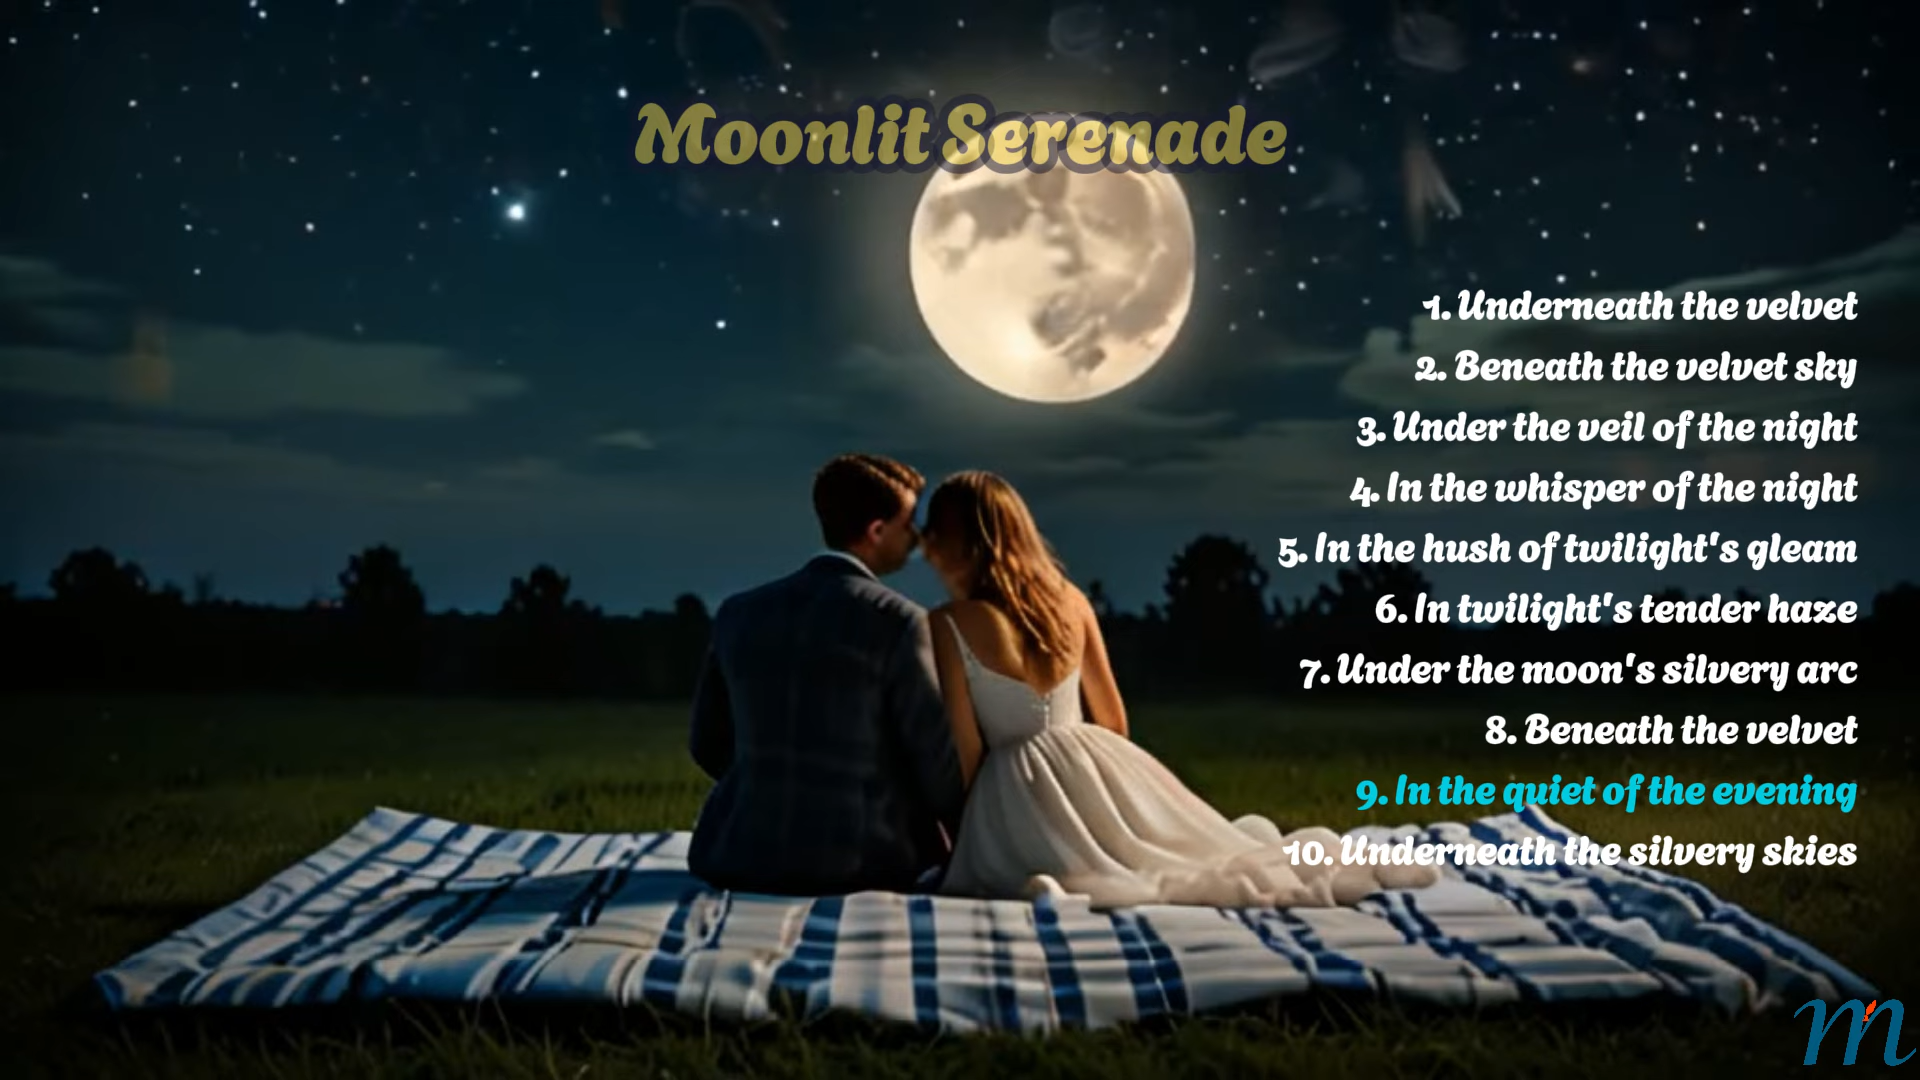 Moonlit Serenade
1. Underneath the velvet
2. Beneath the velvet sky
3. Under the veil of the night
4. In the whisper of the night
5. In the hush of twilight's gleam
6. In twilight's tender haze
7. Under the moon's silvery arc
8. Beneath the velvet
9. In the quiet of the evening
10. Underneath the silvery skies
m